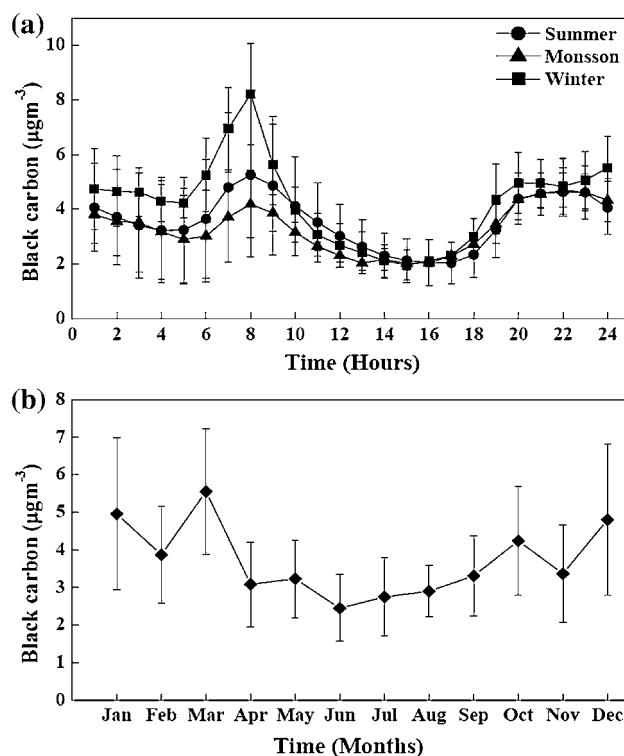 (a)
Summer
Monsson
Winter
Black carbon (µgm⁻³)
10
8
6
4
2
0
0 2 4 6 8 10 12 14 16 18 20 22 24
Time (Hours)
(b)
Black carbon (µgm⁻³)
8
7
6
5
4
3
2
1
0
Jan Feb Mar Apr May Jun Jul Aug Sep Oct Nov Dec
Time (Months)